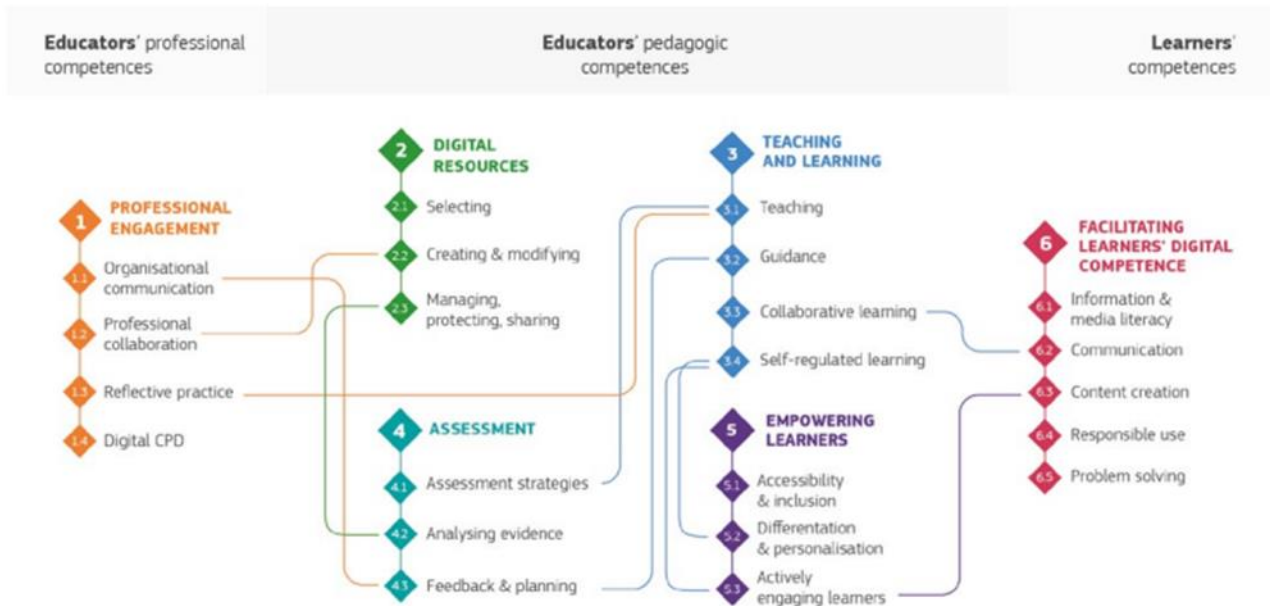 Educators' professional
competences
Educators' pedagogic
competences
Learners'
competences
1
PROFESSIONAL
ENGAGEMENT
1.1
Organisational
communication
1.2
Professional
collaboration
1.3
Reflective practice
1.4
Digital CPD
2
DIGITAL
RESOURCES
2.1
Selecting
2.2
Creating & modifying
2.3
Managing,
protecting, sharing
4
ASSESSMENT
4.1
Assessment strategies
4.2
Analysing evidence
4.3
Feedback & planning
3
TEACHING
AND LEARNING
3.1
Teaching
3.2
Guidance
3.3
Collaborative learning
3.4
Self-regulated learning
5
EMPOWERING
LEARNERS
5.1
Accessibility
& inclusion
5.2
Differentation
& personalisation
5.3
Actively
engaging learners
6
FACILITATING
LEARNERS' DIGITAL
COMPETENCE
6.1
Information &
media literacy
6.2
Communication
6.3
Content creation
6.4
Responsible use
6.5
Problem solving